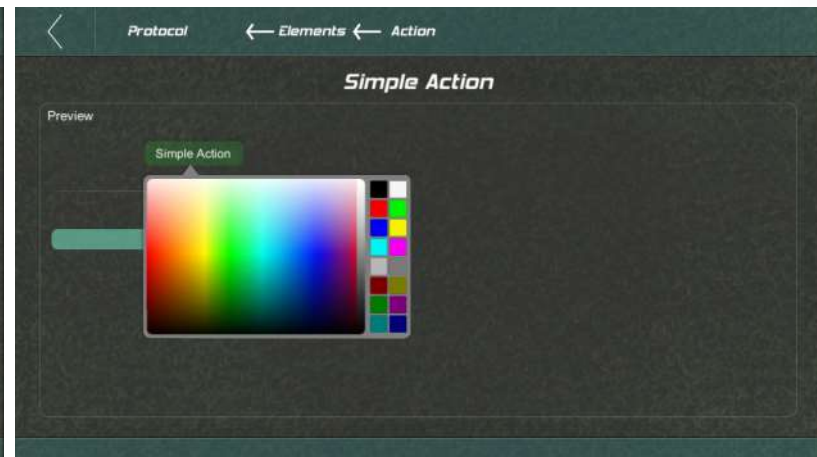 Protocol ← Elements ← Action
Simple Action
Preview
Simple Action